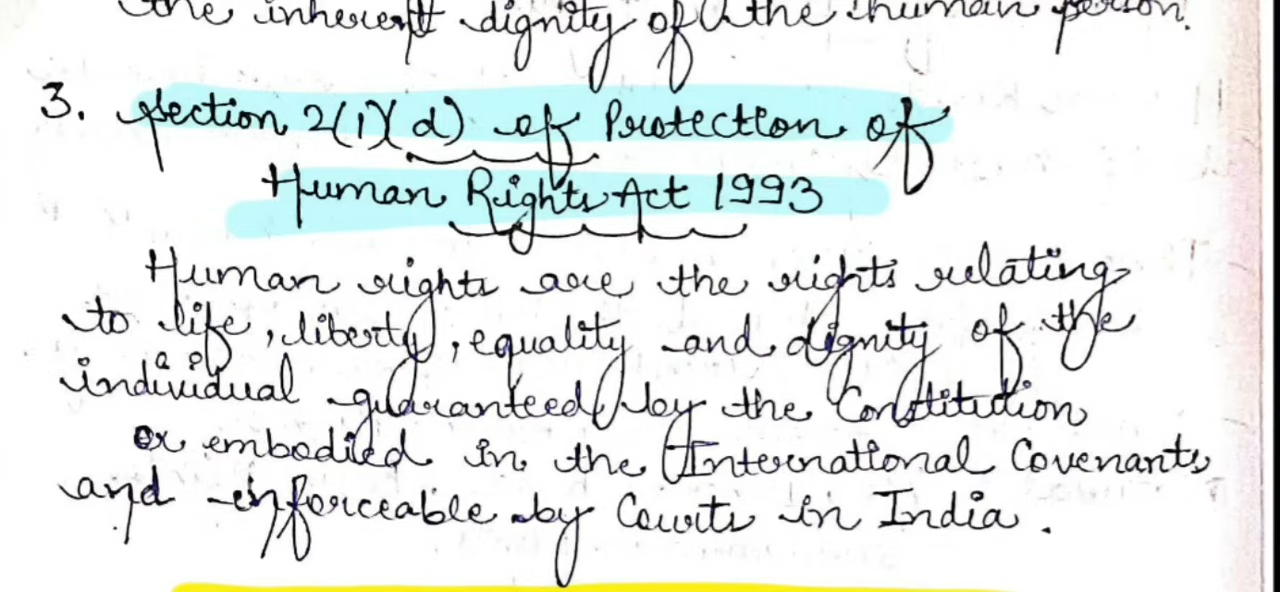 the inherent dignity of the human person.
3. Section 2(1)(d) of Protection of
Human Rights Act 1993
Human rights are the rights relating
to life, liberty, equality and dignity of the
individual guaranteed by the Constitution
or embodied in the International Covenants
and enforceable by Courts in India.